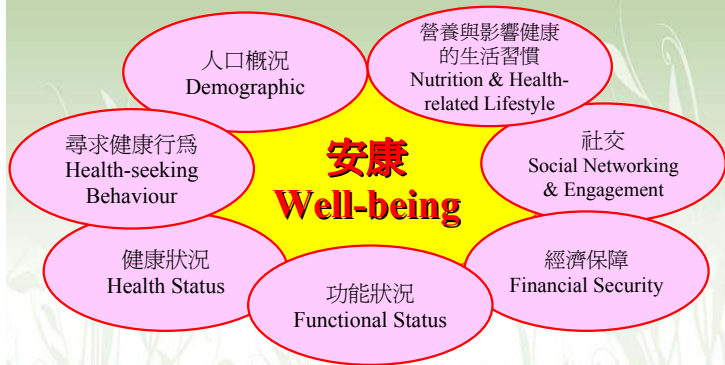 人口概況
Demographic
營養與影響健康
的生活習慣
Nutrition & Health-
related Lifestyle
尋求健康行為
Health-seeking
Behaviour
安康
Well-being
社交
Social Networking
& Engagement
健康狀況
Health Status
功能狀況
Functional Status
經濟保障
Financial Security